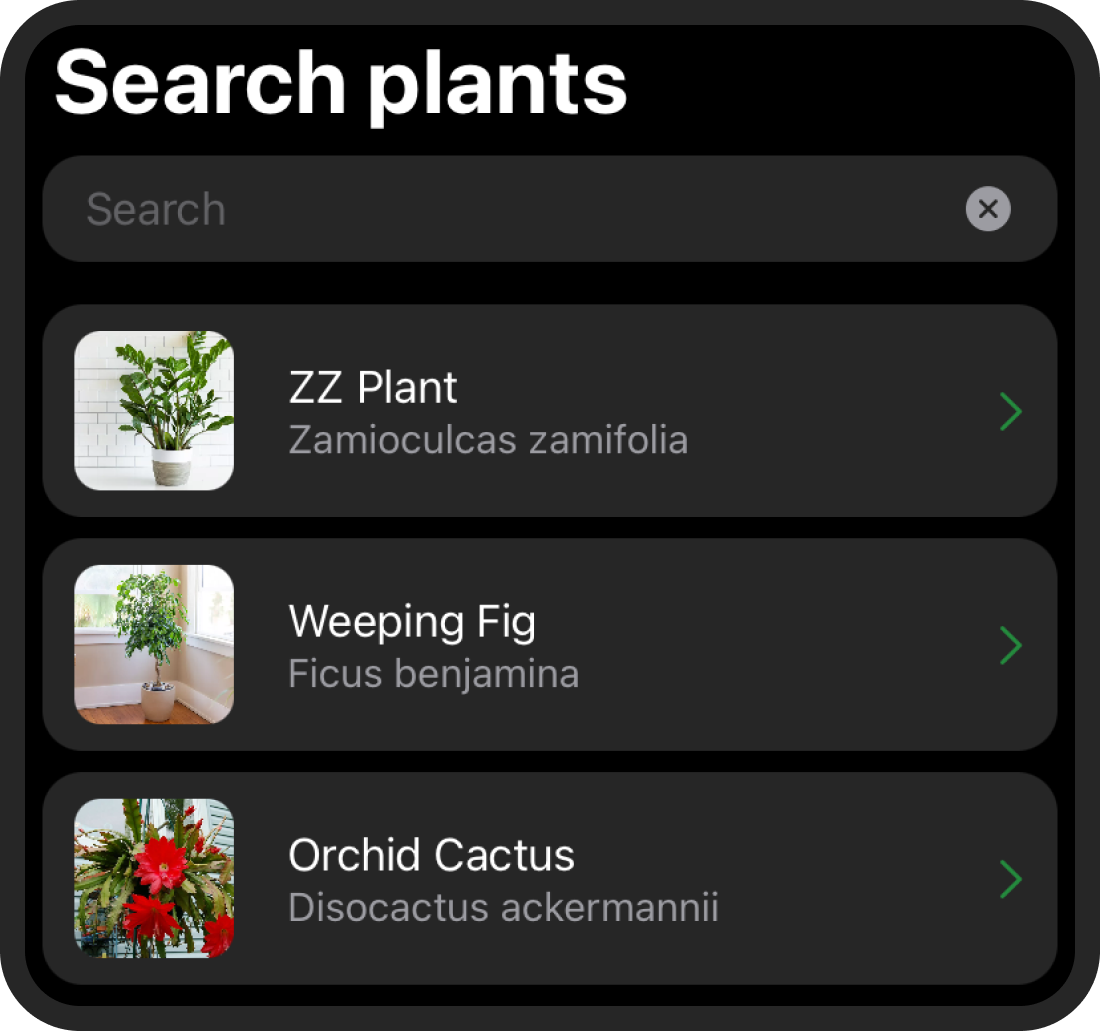 Search plants
Search
ZZ Plant
Zamioculcas zamifolia
Weeping Fig
Ficus benjamina
Orchid Cactus
Disocactus ackermannii